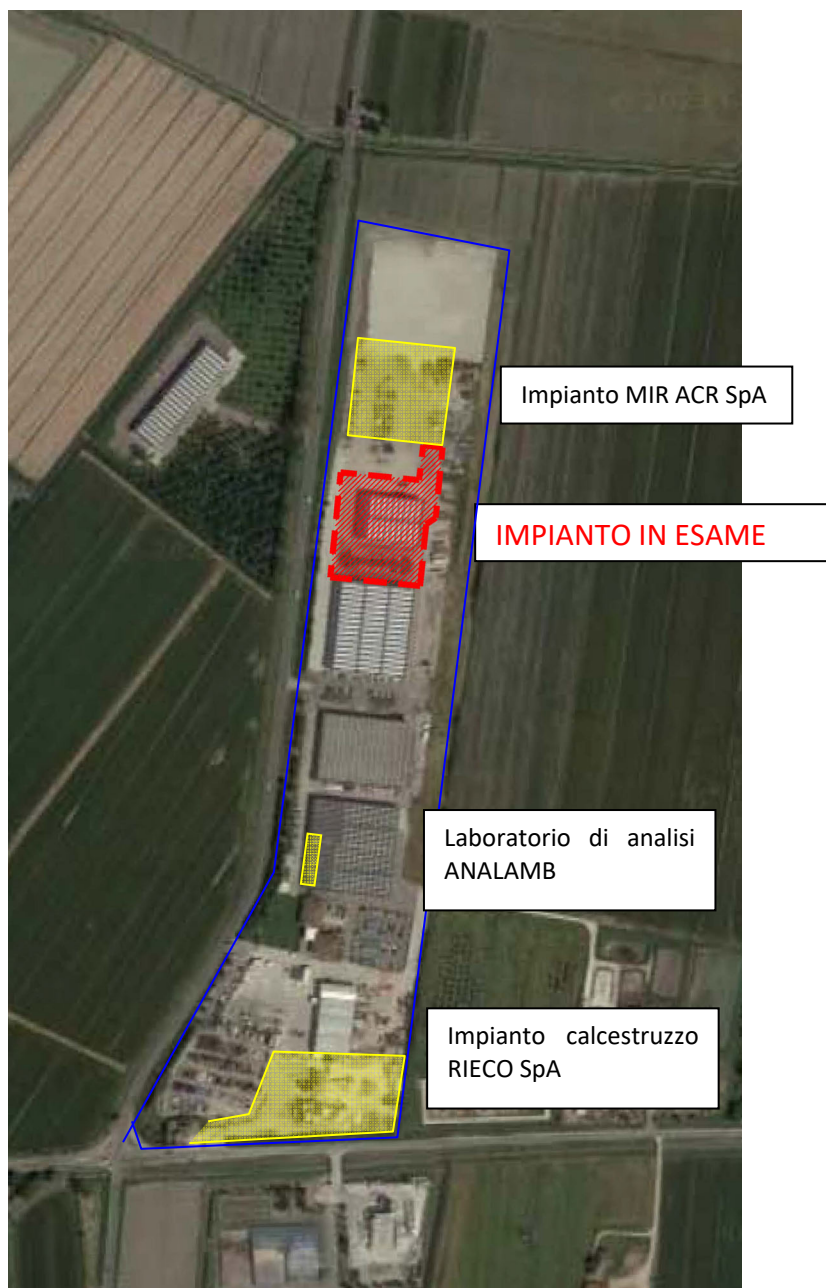 Impianto MIR ACR SpA
IMPIANTO IN ESAME
Laboratorio di analisi
ANALAMB
Impianto calcestruzzo
RIECO SpA